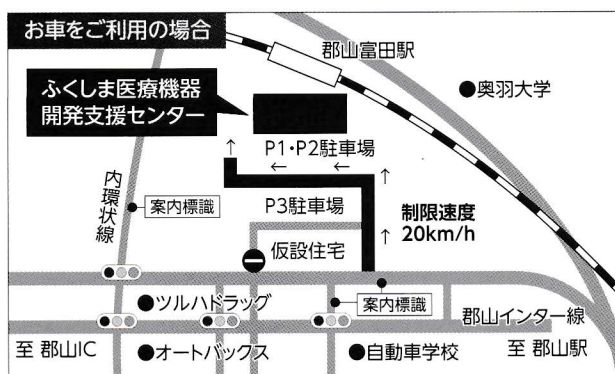 お車をご利用の場合
郡山富田駅
奥羽大学
ふくしま医療機器
開発支援センター
P1・P2駐車場
内環状線
案内標識
P3駐車場
制限速度
20km/h
仮設住宅
ツルハドラッグ
案内標識
郡山インター線
至 郡山IC
オートバックス
自動車学校
至 郡山駅